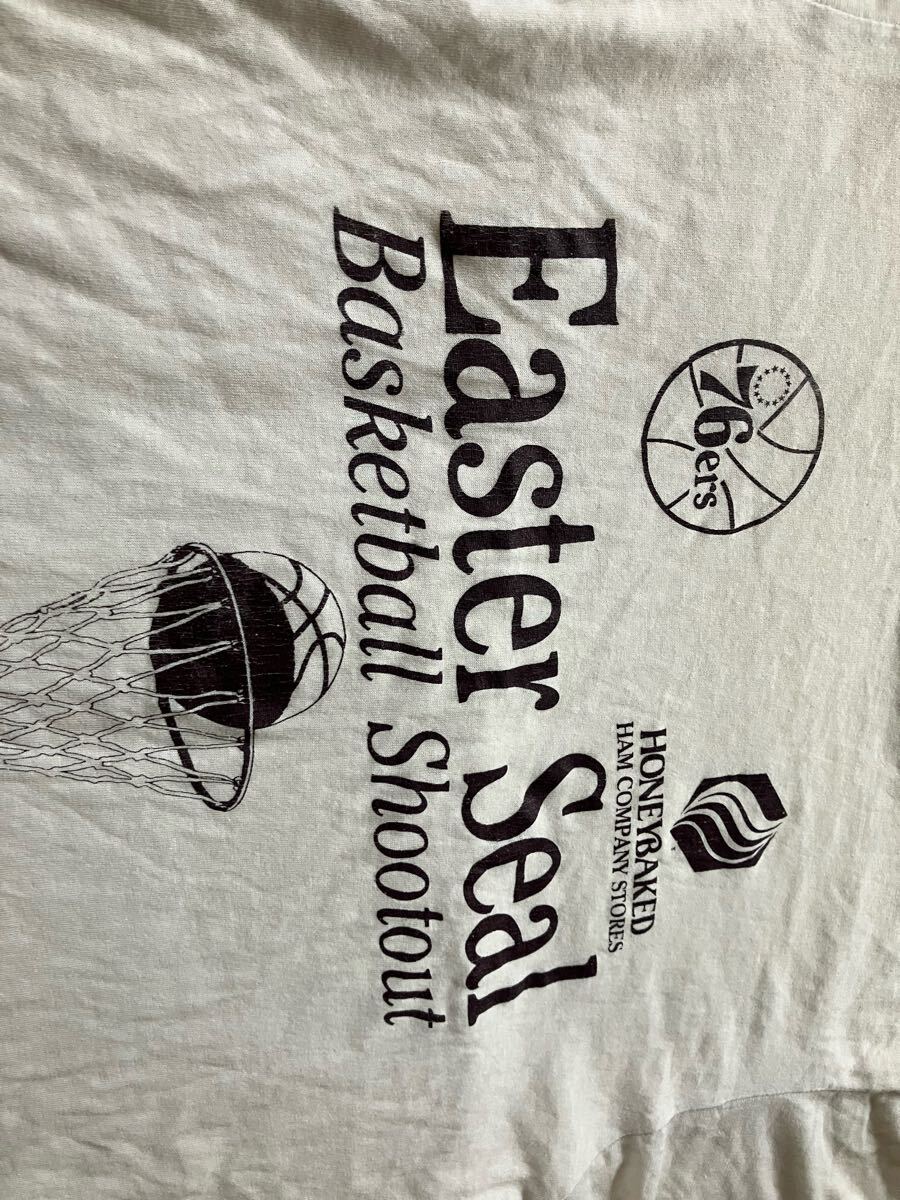 76ers
HONEYBAKED
HAM COMPANY STORES
Easter Seal
Basketball Shootout